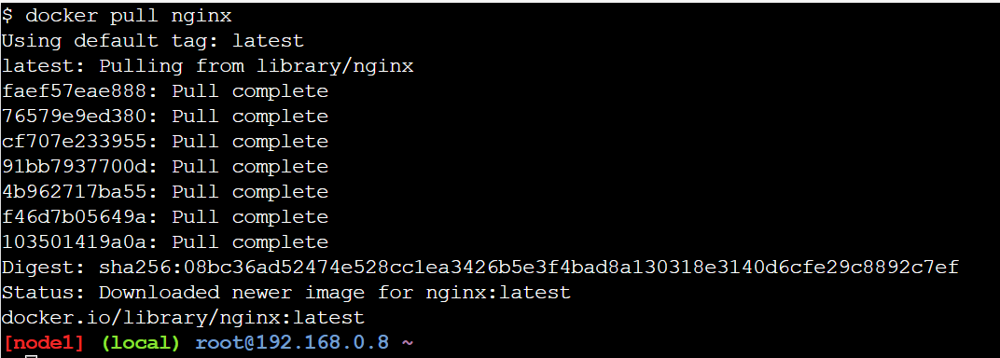 $ docker pull nginx
Using default tag: latest
latest: Pulling from library/nginx
faef57eae888: Pull complete
76579e9ed380: Pull complete
cf707e233955: Pull complete
91bb7937700d: Pull complete
4b962717ba55: Pull complete
f46d7b05649a: Pull complete
103501419a0a: Pull complete
Digest: sha256:08bc36ad52474e528cc1ea3426b5e3f4bad8a130318e3140d6cfe29c8892c7ef
Status: Downloaded newer image for nginx:latest
docker.io/library/nginx:latest
[node1] (local) root@192.168.0.8 ~